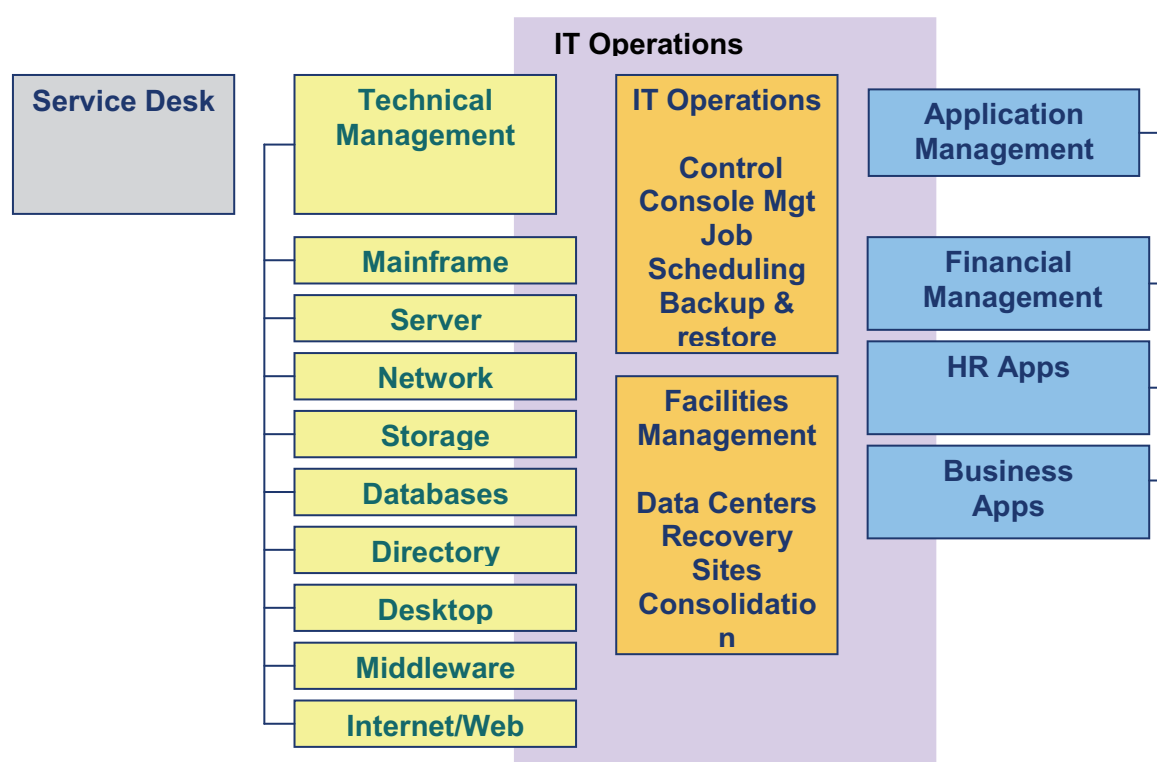 IT Operations
Service Desk
Technical
Management
Mainframe
Server
Network
Storage
Databases
Directory
Desktop
Middleware
Internet/Web
IT Operations
Control
Console Mgt
Job
Scheduling
Backup &
restore
Facilities
Management
Data Centers
Recovery
Sites
Consolidatio
n
Application
Management
Financial
Management
HR Apps
Business
Apps